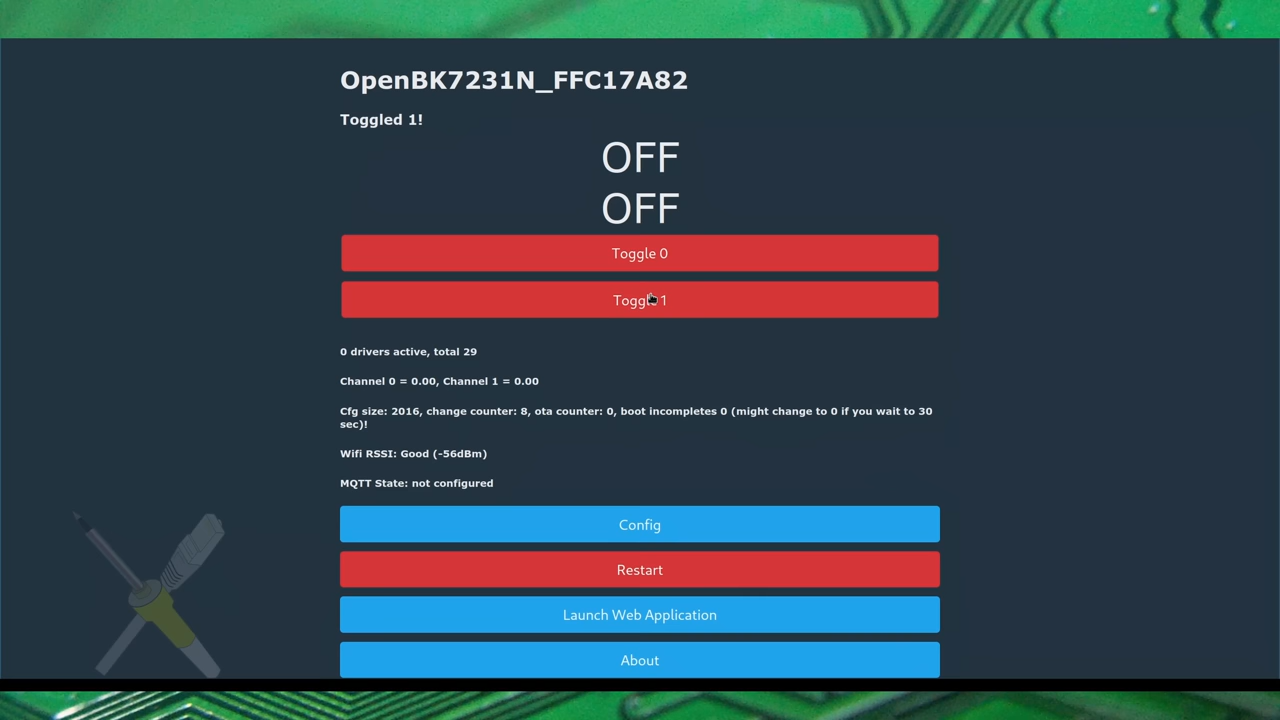 OpenBK7231N_FFC17A82
Toggled 1!
OFF
OFF
Toggle 0
Toggle 1
0 drivers active, total 29
Channel 0 = 0.00, Channel 1 = 0.00
Cfg size: 2016, change counter: 8, ota counter: 0, boot incompletes 0 (might change to 0 if you wait to 30
sec)!
Wifi RSSI: Good (-56dBm)
MQTT State: not configured
Config
Restart
Launch Web Application
About